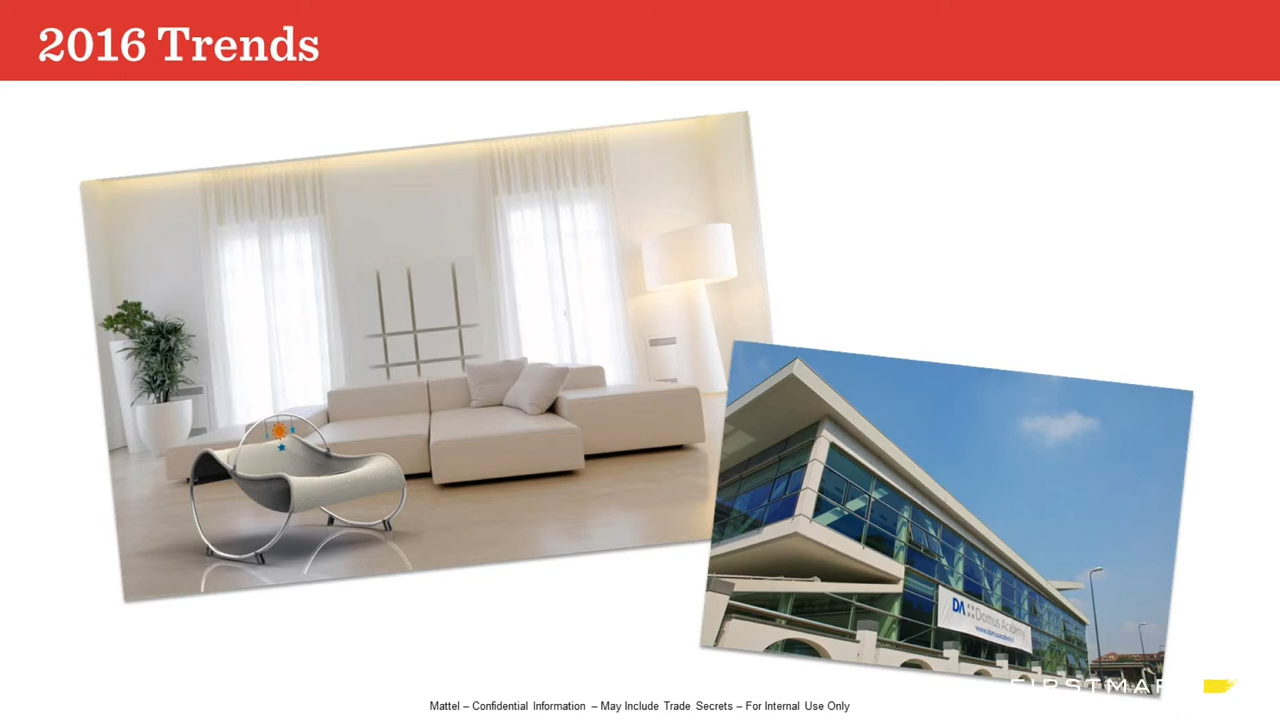 2016 Trends
DA Domus Academy
Mattel – Confidential Information – May Include Trade Secrets – For Internal Use Only